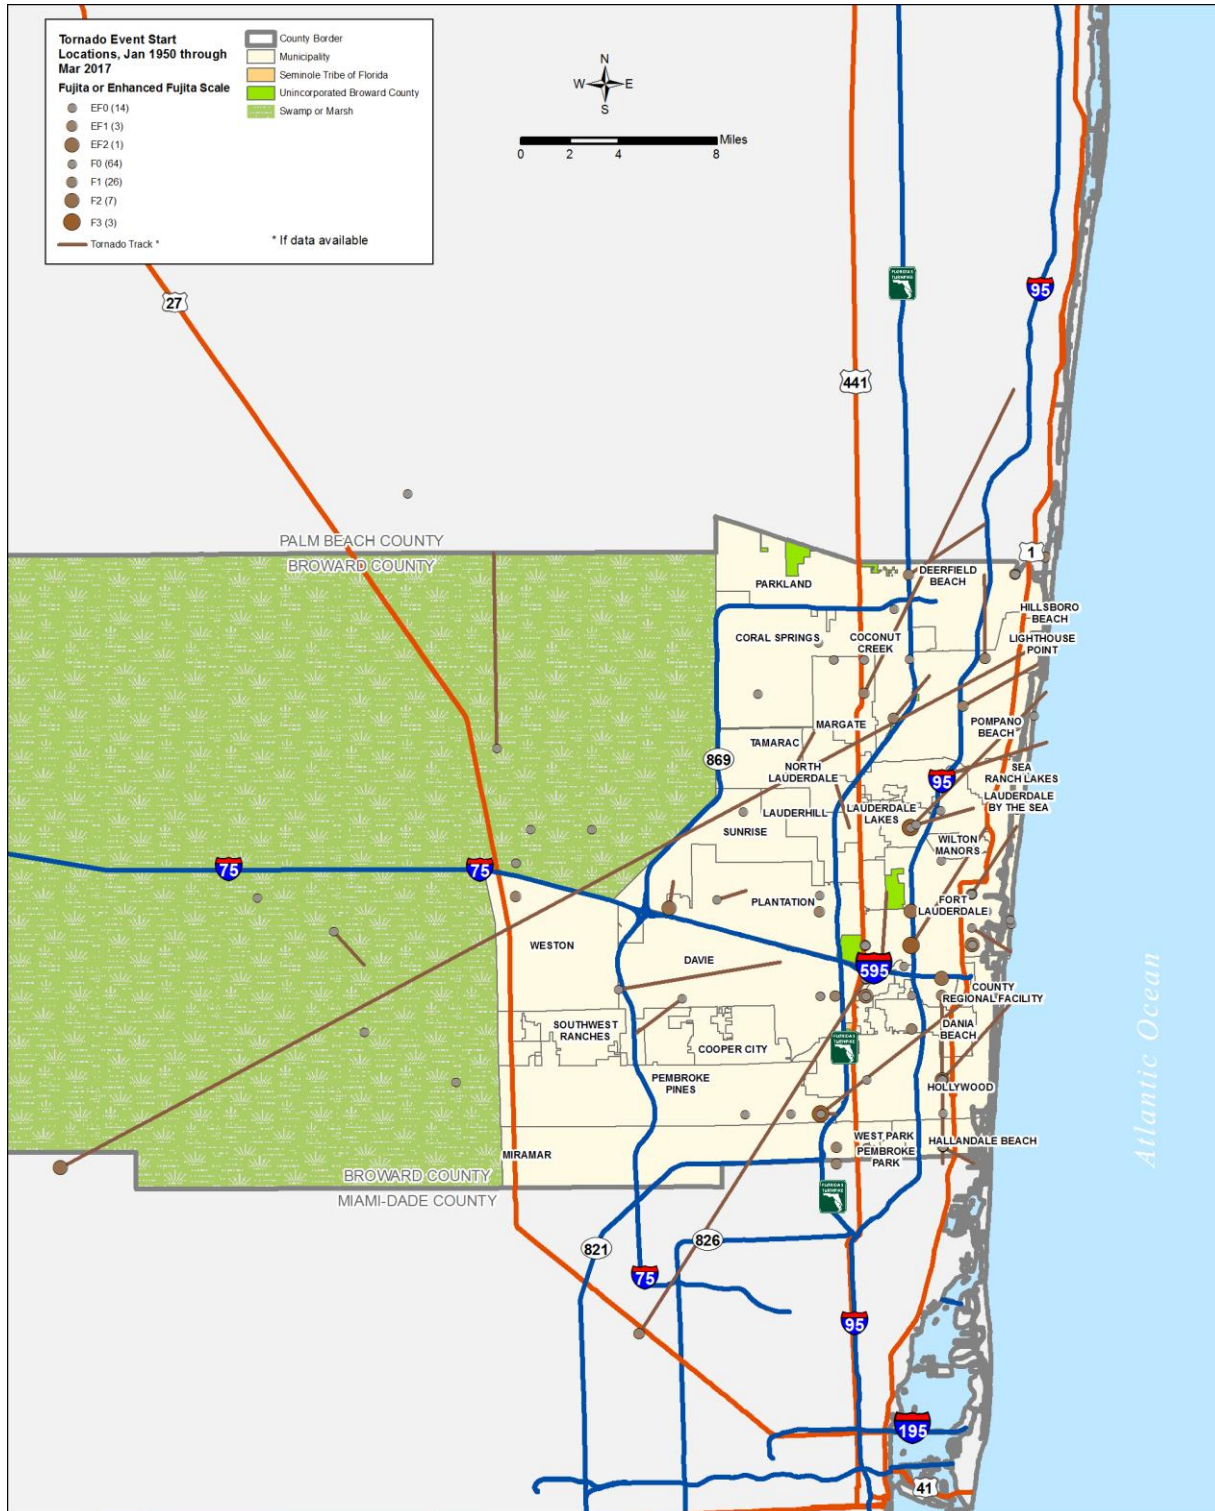 Tornado Event Start
Locations, Jan 1950 through
Mar 2017
Fujita or Enhanced Fujita Scale
EF0 (14)
EF1 (3)
EF2 (1)
F0 (64)
F1 (26)
F2 (7)
F3 (3)
Tornado Track *
County Border
Municipality
Seminole Tribe of Florida
Unincorporated Broward County
Swamp or Marsh
* If data available
N
W
E
S
0 2 4 8 Miles
27
FLORIDA'S
TURNPIKE
95
441
PALM BEACH COUNTY
BROWARD COUNTY
1
PARKLAND
DEERFIELD
BEACH
HILLSBORO
BEACH
CORAL SPRINGS
COCONUT
CREEK
LIGHTHOUSE
POINT
MARGATE
POMPANO
BEACH
TAMARAC
869
NORTH
LAUDERDALE
95
SEA
RANCH LAKES
LAUDERHILL
LAUDERDALE
LAKES
LAUDERDALE
BY THE SEA
SUNRISE
WILTON
MANORS
75
75
PLANTATION
FORT
LAUDERDALE
WESTON
DAVIE
595
COUNTY
REGIONAL FACILITY
SOUTHWEST
RANCHES
DANIA
BEACH
COOPER CITY
FLORIDA'S
TURNPIKE
PEMBROKE
PINES
HOLLYWOOD
WEST PARK
HALLANDALE BEACH
PEMBROKE
PARK
MIRAMAR
BROWARD COUNTY
MIAMI-DADE COUNTY
FLORIDA'S
TURNPIKE
821
826
75
95
195
41
Atlantic Ocean